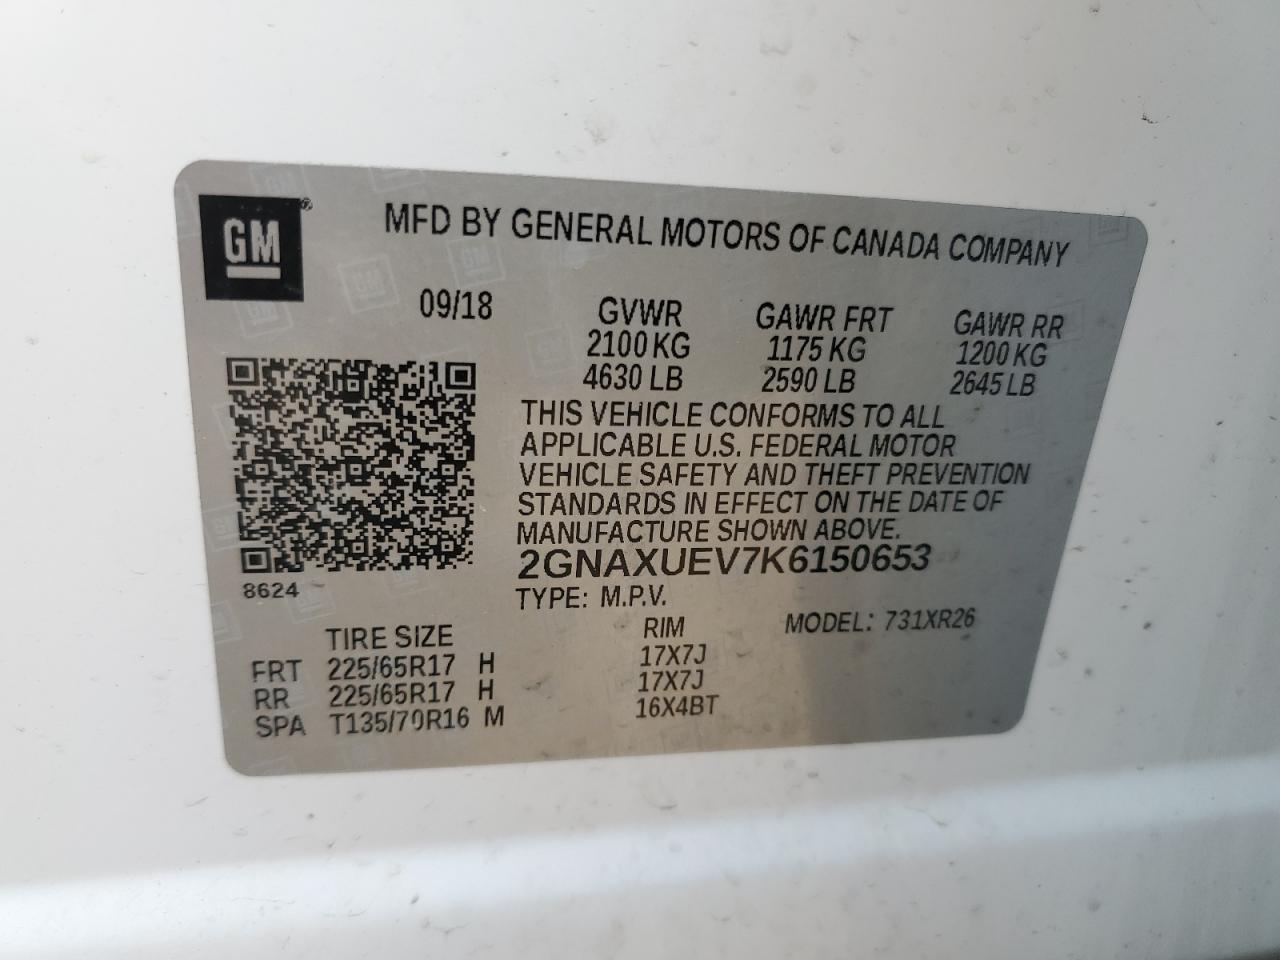 GM
MFD BY GENERAL MOTORS OF CANADA COMPANY
09/18 GVWR GAWR FRT GAWR RR
2100 KG 1175 KG 1200 KG
4630 LB 2590 LB 2645 LB
THIS VEHICLE CONFORMS TO ALL
APPLICABLE U.S. FEDERAL MOTOR
VEHICLE SAFETY AND THEFT PREVENTION
STANDARDS IN EFFECT ON THE DATE OF
MANUFACTURE SHOWN ABOVE.
2GNAXUEV7K6150653
8624
TYPE: M.P.V.
TIRE SIZE RIM MODEL: 731XR26
FRT 225/65R17 H 17X7J
RR 225/65R17 H 17X7J
SPA T135/70R16 M 16X4BT